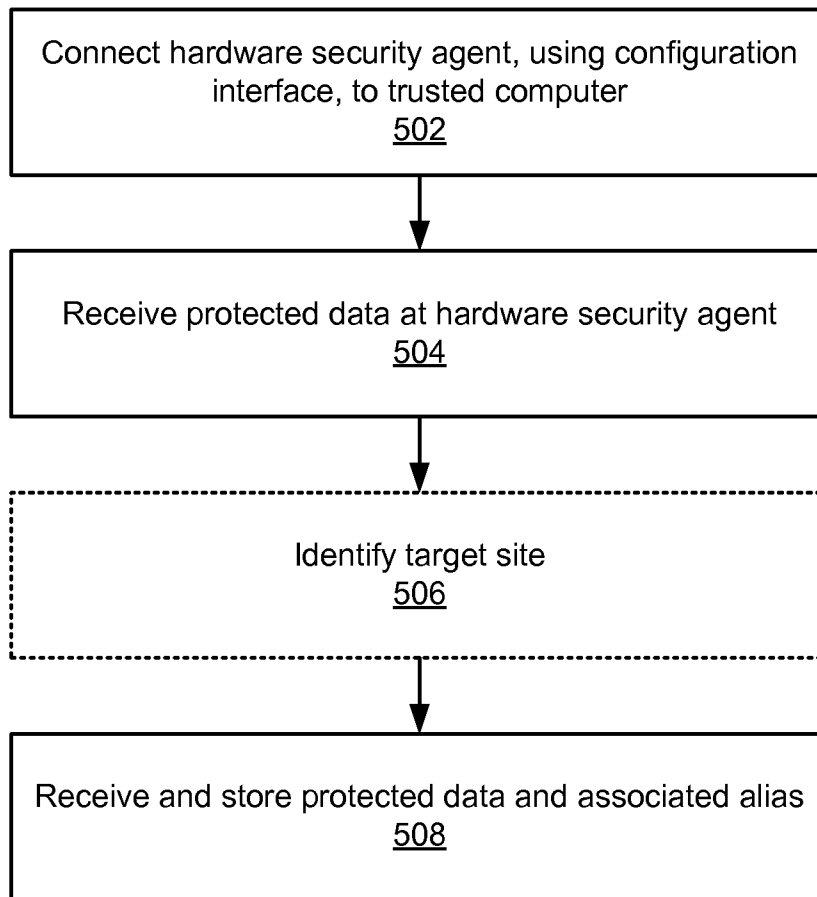 Connect hardware security agent, using configuration
interface, to trusted computer
502
Receive protected data at hardware security agent
504
Identify target site
506
Receive and store protected data and associated alias
508